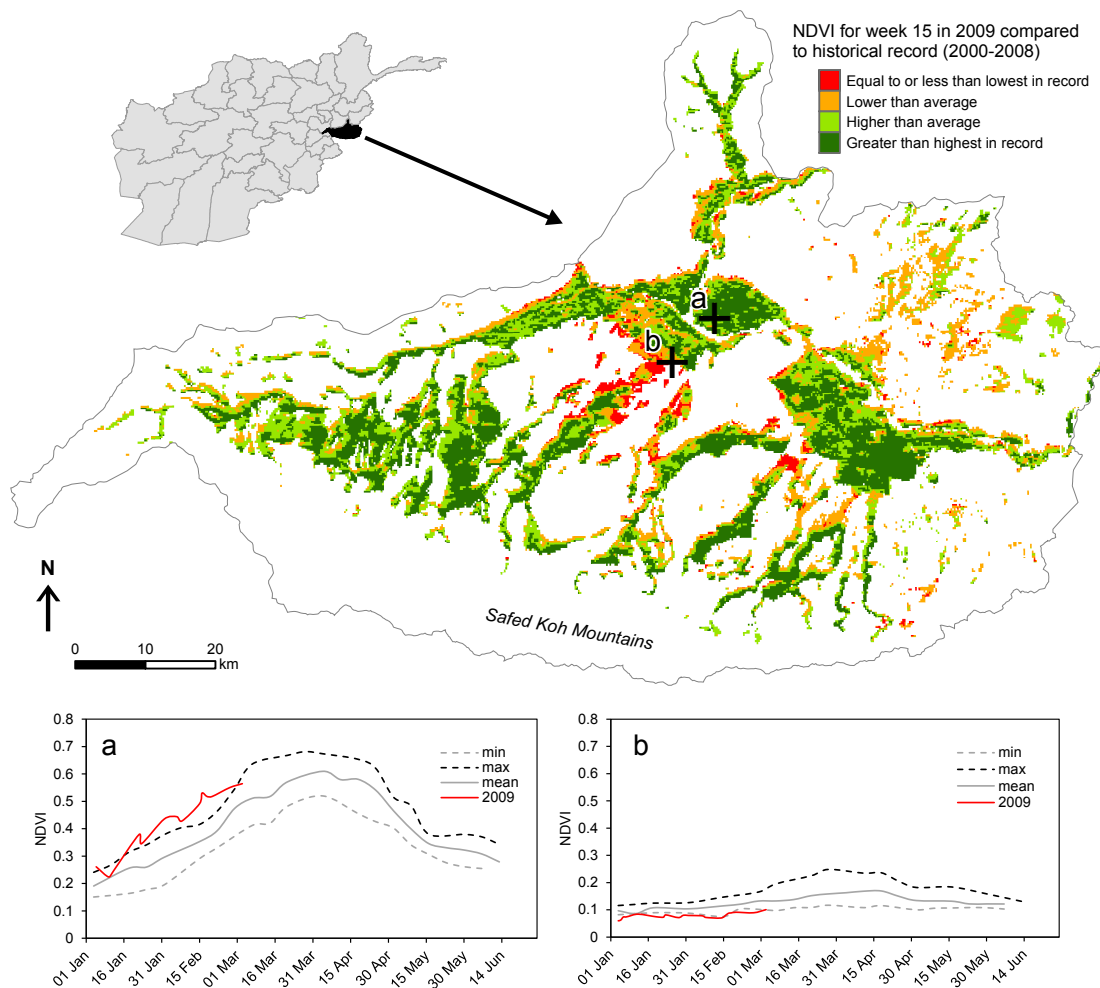 NDVI for week 15 in 2009 compared
to historical record (2000-2008)
Equal to or less than lowest in record
Lower than average
Higher than average
Greater than highest in record
a
b
N
Safed Koh Mountains
0 10 20
km
a
0.8
0.7
0.6
0.5
0.4
0.3
0.2
0.1
0
NDVI
min
max
mean
2009
01 Jan
16 Jan
31 Jan
15 Feb
01 Mar
16 Mar
31 Mar
15 Apr
30 Apr
15 May
30 May
14 Jun
b
0.8
0.7
0.6
0.5
0.4
0.3
0.2
0.1
0
NDVI
min
max
mean
2009
01 Jan
16 Jan
31 Jan
15 Feb
01 Mar
16 Mar
31 Mar
15 Apr
30 Apr
15 May
30 May
14 Jun